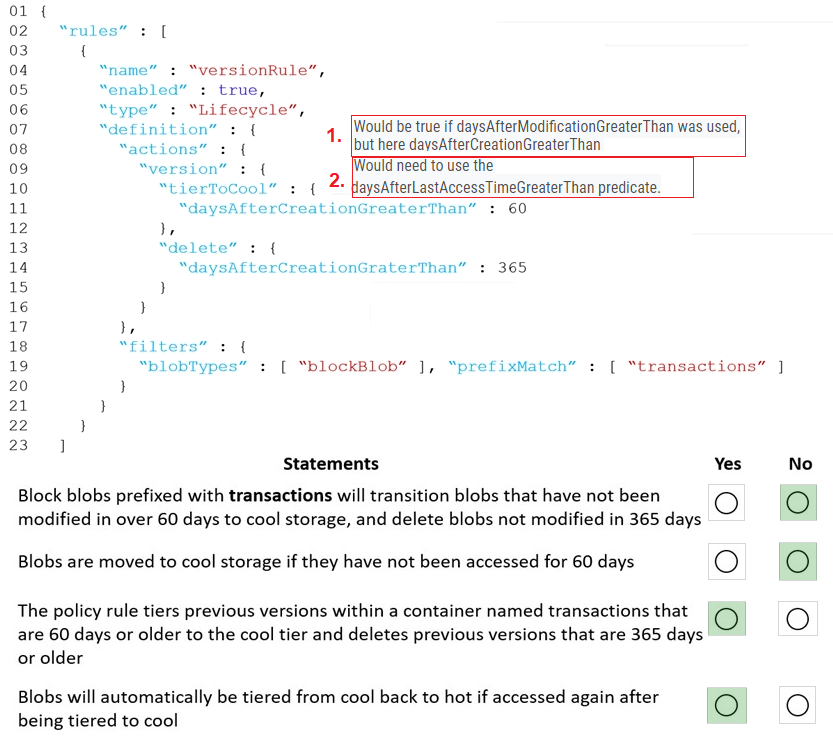 01 {
02 “rules” : [
03 {
04 “name” : “versionRule”,
05 “enabled” : true,
06 “type” : “Lifecycle”,
07 “definition” : {
08 “actions” : {
09 “version” : {
10 “tierToCool” : {
11 “daysAfterCreationGreaterThan” : 60
12 },
13 “delete” : {
14 “daysAfterCreationGraterThan” : 365
15 }
16 }
17 },
18 “filters” : {
19 “blobTypes” : [ “blockBlob” ], “prefixMatch” : [ “transactions” ]
20 }
21 }
22 }
23 ]
1.
Would be true if daysAfterModificationGreaterThan was used,
but here daysAfterCreationGreaterThan
2.
Would need to use the
daysAfterLastAccessTimeGreaterThan predicate.
Statements Yes No
Block blobs prefixed with transactions will transition blobs that have not been
modified in over 60 days to cool storage, and delete blobs not modified in 365 days
Blobs are moved to cool storage if they have not been accessed for 60 days
The policy rule tiers previous versions within a container named transactions that
are 60 days or older to the cool tier and deletes previous versions that are 365 days
or older
Blobs will automatically be tiered from cool back to hot if accessed again after
being tiered to cool